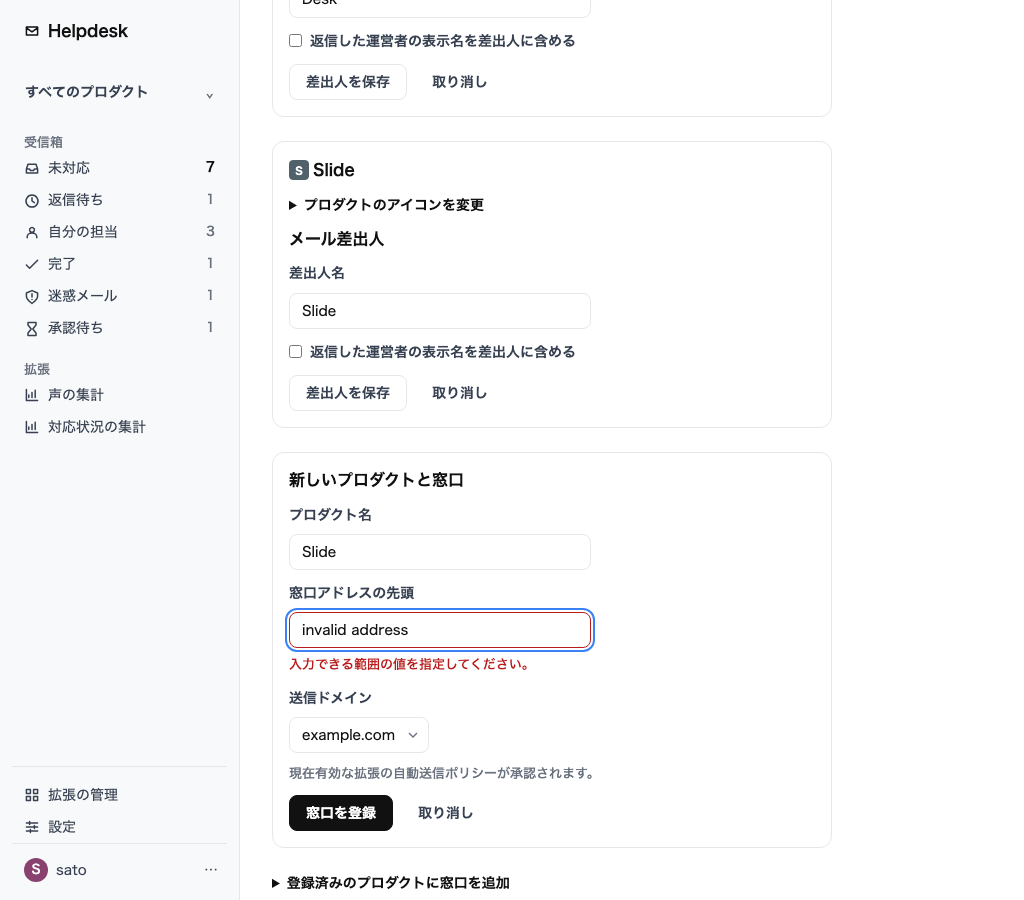 Helpdesk
すべてのプロダクト
受信箱
未対応 7
返信待ち 1
自分の担当 3
完了 1
迷惑メール 1
承認待ち 1
拡張
声の集計
対応状況の集計
拡張の管理
設定
S sato
Desk
返信した運営者の表示名を差出人に含める
差出人を保存 取り消し
S Slide
プロダクトのアイコンを変更
メール差出人
差出人名
Slide
返信した運営者の表示名を差出人に含める
差出人を保存 取り消し
新しいプロダクトと窓口
プロダクト名
Slide
窓口アドレスの先頭
invalid address
入力できる範囲の値を指定してください。
送信ドメイン
example.com
現在有効な拡張の自動送信ポリシーが承認されます。
窓口を登録 取り消し
登録済みのプロダクトに窓口を追加